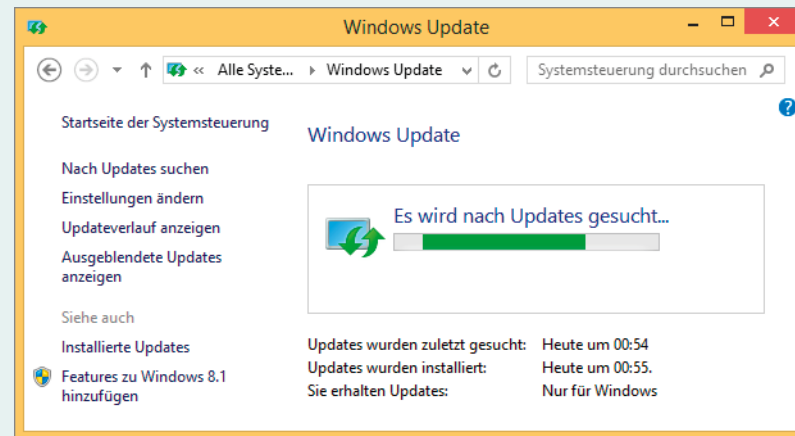 Windows Update
« Alle Syste... Windows Update
Systemsteuerung durchsuchen
?
Startseite der Systemsteuerung
Nach Updates suchen
Einstellungen ändern
Updateverlauf anzeigen
Ausgeblendete Updates
anzeigen
Siehe auch
Installierte Updates
Features zu Windows 8.1
hinzufügen
Windows Update
Es wird nach Updates gesucht...
Updates wurden zuletzt gesucht: Heute um 00:54
Updates wurden installiert: Heute um 00:55.
Sie erhalten Updates: Nur für Windows